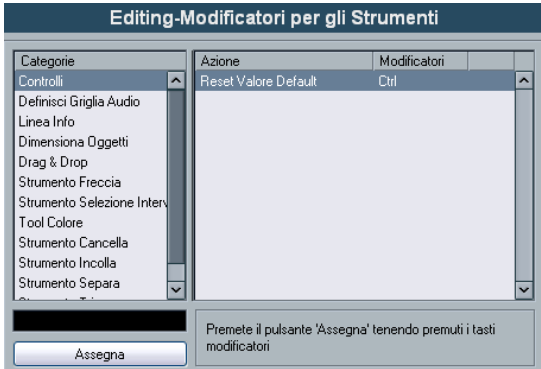 Editing-Modificatori per gli Strumenti
Categorie
Controlli
Definisci Griglia Audio
Linea Info
Dimensiona Oggetti
Drag & Drop
Strumento Freccia
Strumento Selezione Interv
Tool Colore
Strumento Cancella
Strumento Incolla
Strumento Separa
Azione Modificatori
Reset Valore Default Ctrl
Assegna
Premete il pulsante 'Assegna' tenendo premuti i tasti
modificatori